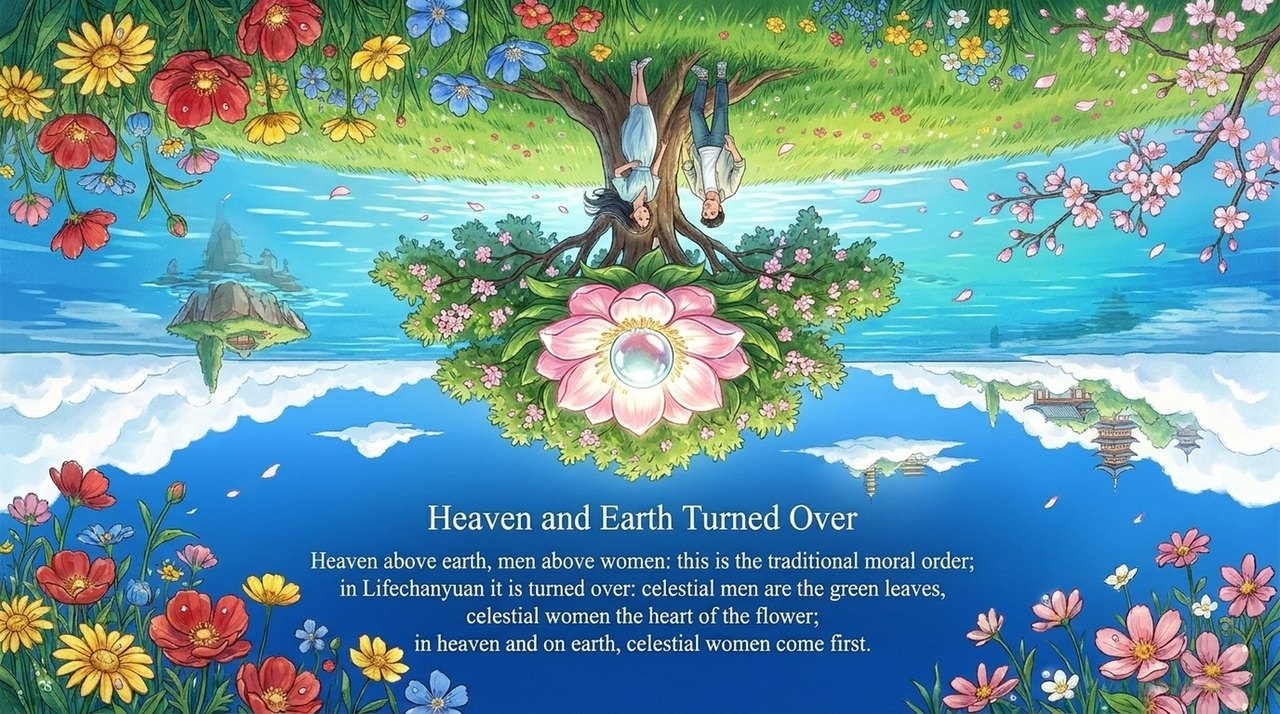 Heaven and Earth Turned Over
Heaven above earth, men above women: this is the traditional moral order;
in Lifechanyuan it is turned over: celestial men are the green leaves,
celestial women the heart of the flower;
in heaven and on earth, celestial women come first.